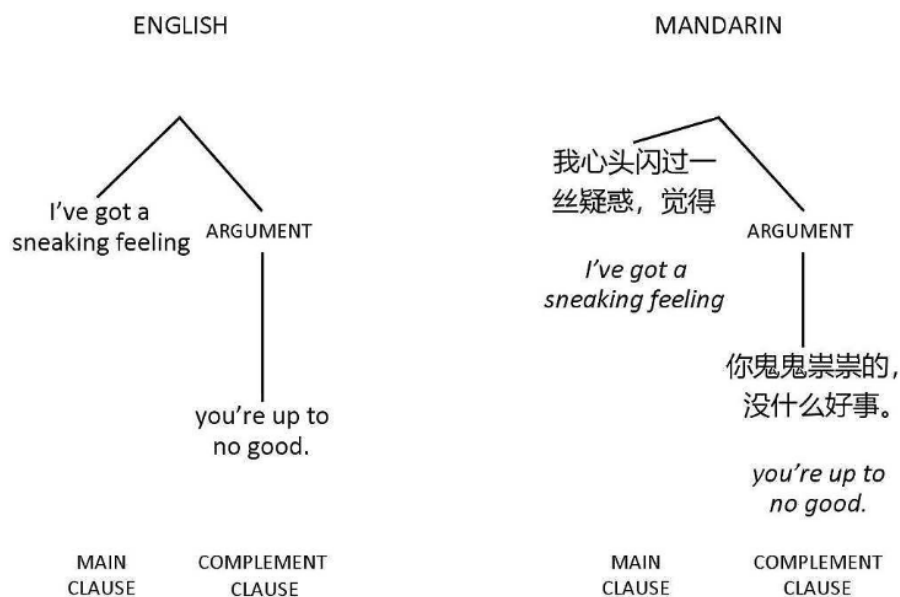 ENGLISH
MANDARIN
I've got a
sneaking feeling
ARGUMENT
you're up to
no good.
MAIN
CLAUSE
COMPLEMENT
CLAUSE
我心头闪过一
丝疑惑，觉得
ARGUMENT
I've got a
sneaking feeling
你鬼鬼祟祟的，
没什么好事。
you're up to
no good.
MAIN
CLAUSE
COMPLEMENT
CLAUSE